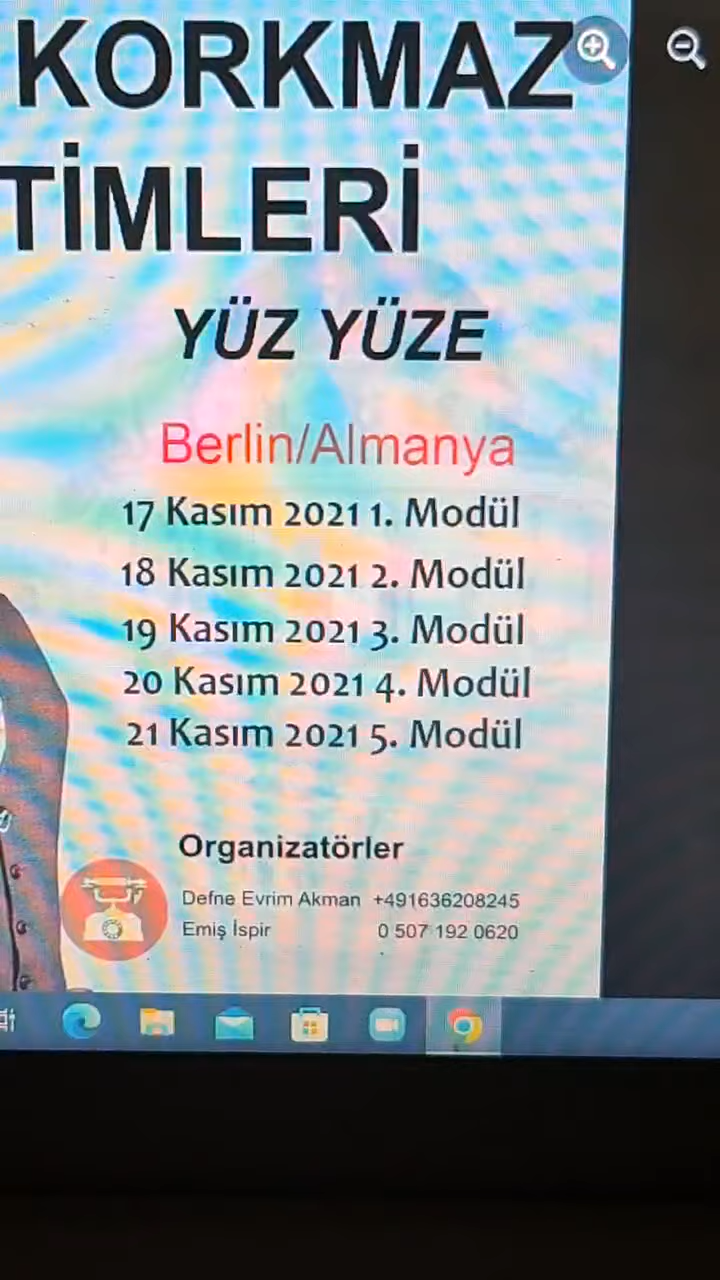 KORKMAZ
TİMLERİ
YÜZ YÜZE
Berlin/Almanya
17 Kasım 2021 1. Modül
18 Kasım 2021 2. Modül
19 Kasım 2021 3. Modül
20 Kasım 2021 4. Modül
21 Kasım 2021 5. Modül
Organizatörler
Defne Evrim Akman +491636208245
Emiş İspir 0 507 192 0620